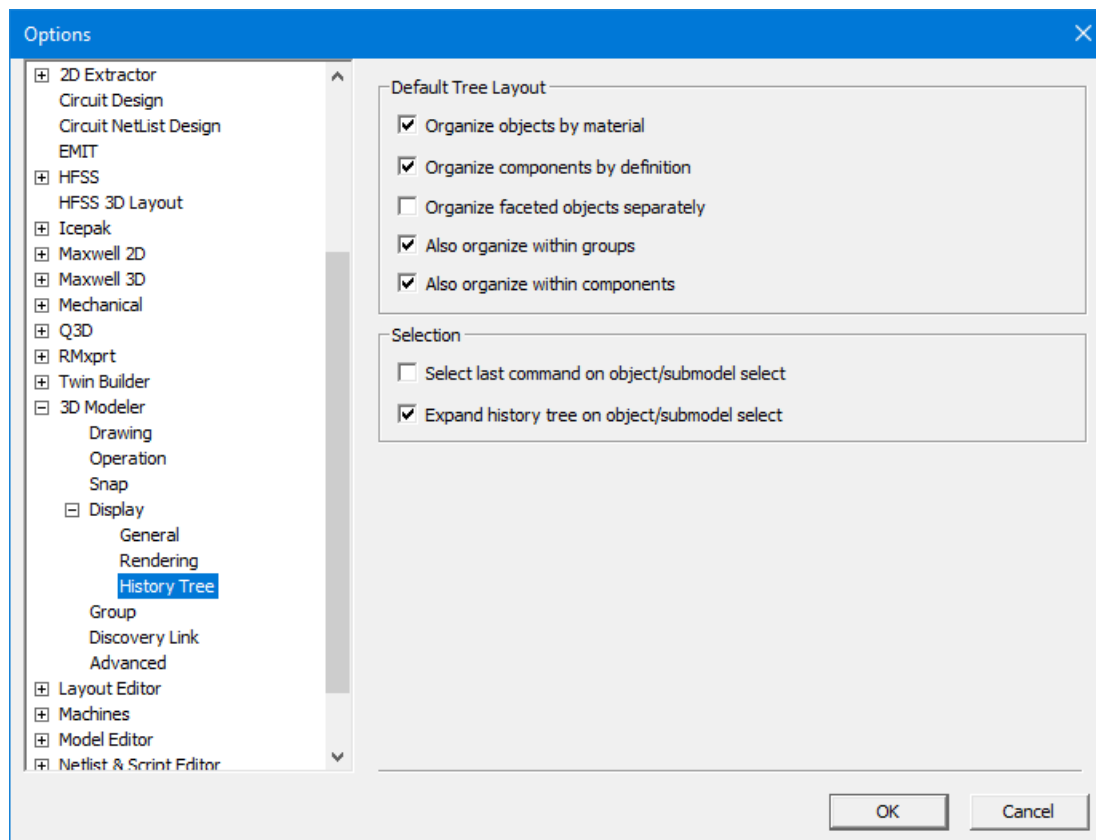 Options
2D Extractor
Circuit Design
Circuit NetList Design
EMIT
HFSS
HFSS 3D Layout
Icepak
Maxwell 2D
Maxwell 3D
Mechanical
Q3D
RMxprt
Twin Builder
3D Modeler
Drawing
Operation
Snap
Display
General
Rendering
History Tree
Group
Discovery Link
Advanced
Layout Editor
Machines
Model Editor
Netlist & Script Editor
Default Tree Layout
Organize objects by material
Organize components by definition
Organize faceted objects separately
Also organize within groups
Also organize within components
Selection
Select last command on object/submodel select
Expand history tree on object/submodel select
OK
Cancel